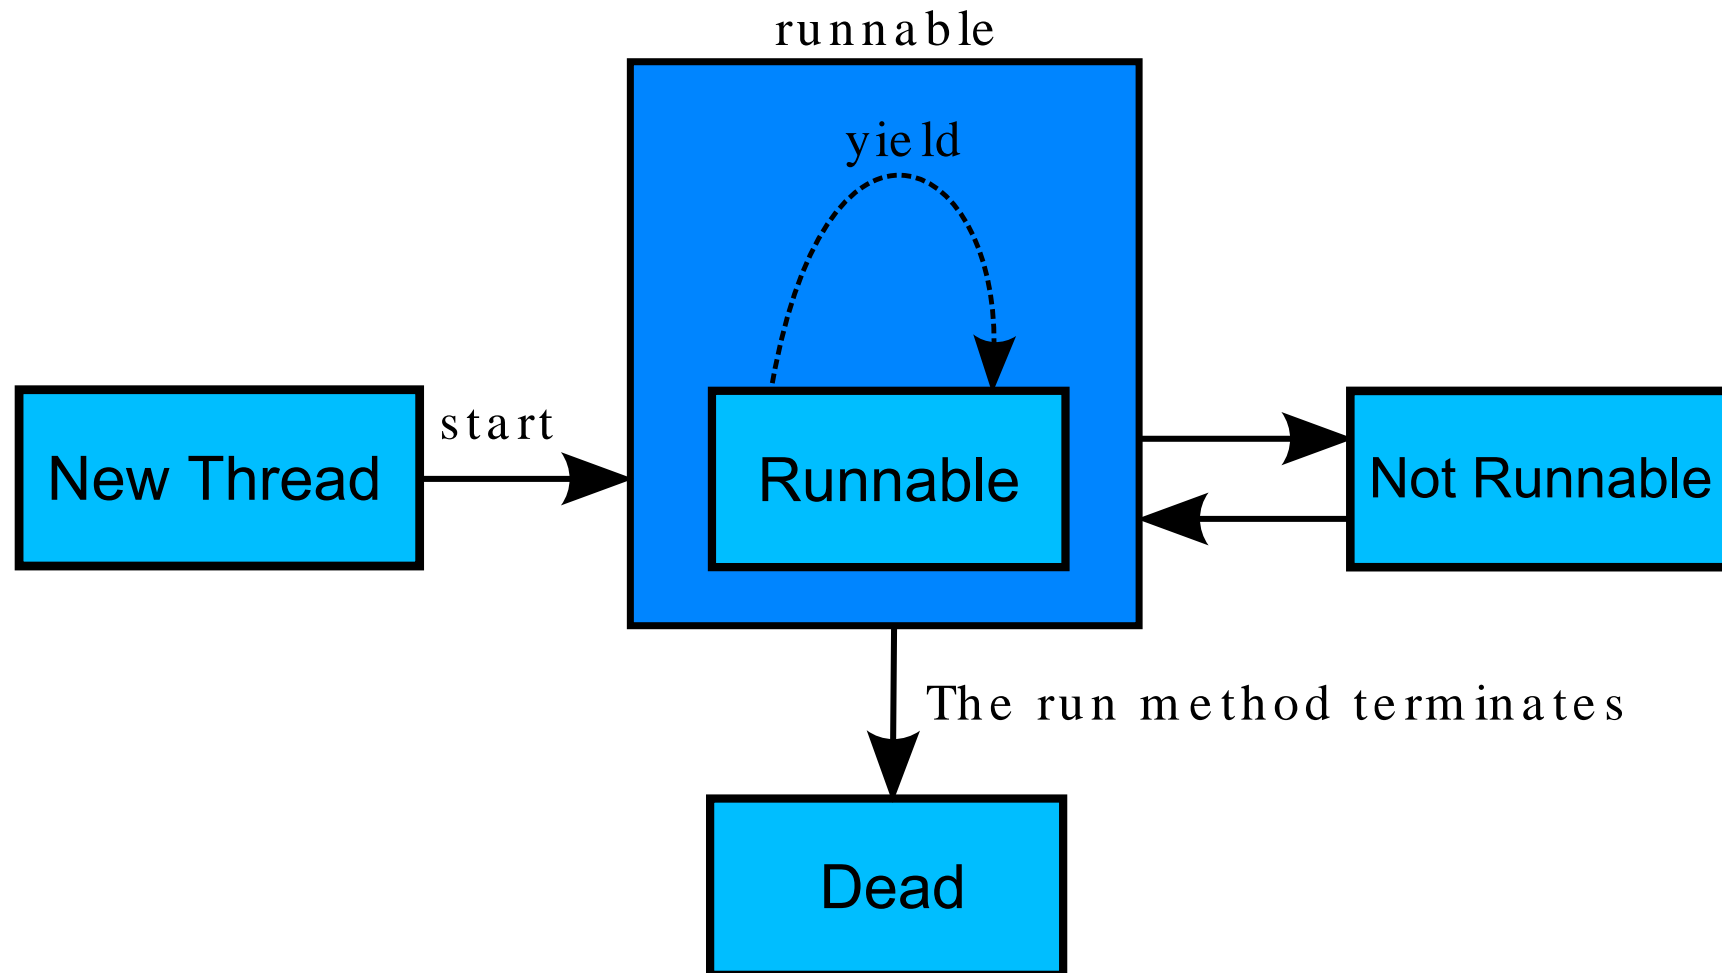 runnable
yield
start
New Thread
Runnable
Not Runnable
The run method terminates
Dead